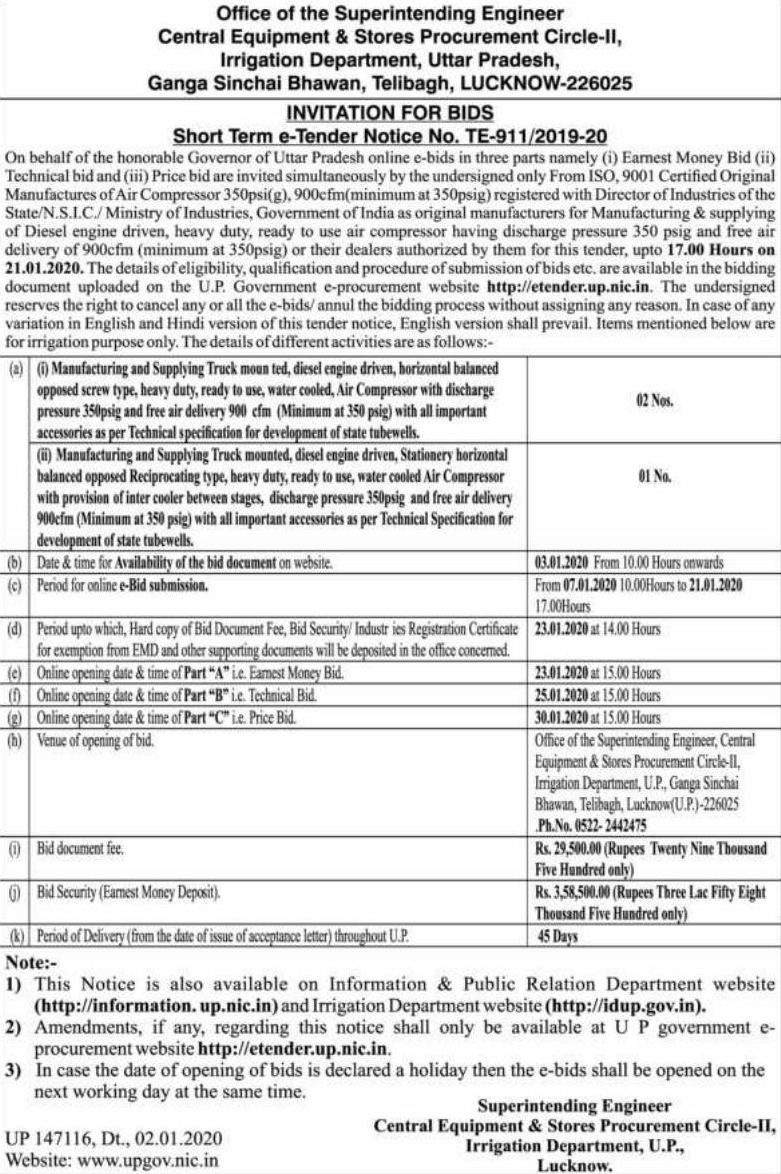 Office of the Superintending Engineer
Central Equipment & Stores Procurement Circle-II,
Irrigation Department, Uttar Pradesh,
Ganga Sinchai Bhawan, Telibagh, LUCKNOW-226025
INVITATION FOR BIDS
Short Term e-Tender Notice No. TE-911/2019-20
On behalf of the honorable Governor of Uttar Pradesh online e-bids in three parts namely (i) Earnest Money Bid (ii)
Technical bid and (iii) Price bid are invited simultaneously by the undersigned only From ISO, 9001 Certified Original
Manufactures of Air Compressor 350psi(g), 900cfm(minimum at 350psig) registered with Director of Industries of the
State/N.S.I.C./ Ministry of Industries, Government of India as original manufacturers for Manufacturing & supplying
of Diesel engine driven, heavy duty, ready to use air compressor having discharge pressure 350 psig and free air
delivery of 900cfm (minimum at 350psig) or their dealers authorized by them for this tender, upto 17.00 Hours on
21.01.2020. The details of eligibility, qualification and procedure of submission of bids etc. are available in the bidding
document uploaded on the U.P. Government e-procurement website http://etender.up.nic.in. The undersigned
reserves the right to cancel any or all the e-bids/ annul the bidding process without assigning any reason. In case of any
variation in English and Hindi version of this tender notice, English version shall prevail. Items mentioned below are
for irrigation purpose only. The details of different activities are as follows:-
(a) (i) Manufacturing and Supplying Truck moun ted, diesel engine driven, horizontal balanced
opposed screw type, heavy duty, ready to use, water cooled, Air Compressor with discharge
pressure 350psig and free air delivery 900 cfm (Minimum at 350 psig) with all important
accessories as per Technical specification for development of state tubewells.
02 Nos.
(ii) Manufacturing and Supplying Truck mounted, diesel engine driven, Stationery horizontal
balanced opposed Reciprocating type, heavy duty, ready to use, water cooled Air Compressor
with provision of inter cooler between stages, discharge pressure 350psig and free air delivery
900cfm (Minimum at 350 psig) with all important accessories as per Technical Specification for
development of state tubewells.
01 No.
(b) Date & time for Availability of the bid document on website. 03.01.2020 From 10.00 Hours onwards
(c) Period for online e-Bid submission. From 07.01.2020 10.00Hours to 21.01.2020
17.00Hours
(d) Period upto which, Hard copy of Bid Document Fee, Bid Security/ Industr ies Registration Certificate
for exemption from EMD and other supporting documents will be deposited in the office concerned.
23.01.2020 at 14.00 Hours
(e) Online opening date & time of Part “A” i.e. Earnest Money Bid. 23.01.2020 at 15.00 Hours
(f) Online opening date & time of Part “B” i.e. Technical Bid. 25.01.2020 at 15.00 Hours
(g) Online opening date & time of Part “C” i.e. Price Bid. 30.01.2020 at 15.00 Hours
(h) Venue of opening of bid. Office of the Superintending Engineer, Central
Equipment & Stores Procurement Circle-II,
Irrigation Department, U.P., Ganga Sinchai
Bhawan, Telibagh, Lucknow(U.P.)-226025
.Ph.No. 0522- 2442475
(i) Bid document fee. Rs. 29,500.00 (Rupees Twenty Nine Thousand
Five Hundred only)
(j) Bid Security (Earnest Money Deposit). Rs. 3,58,500.00 (Rupees Three Lac Fifty Eight
Thousand Five Hundred only)
(k) Period of Delivery (from the date of issue of acceptance letter) throughout U.P. 45 Days
Note:-
1) This Notice is also available on Information & Public Relation Department website
(http://information. up.nic.in) and Irrigation Department website (http://idup.gov.in).
2) Amendments, if any, regarding this notice shall only be available at U P government e-
procurement website http://etender.up.nic.in.
3) In case the date of opening of bids is declared a holiday then the e-bids shall be opened on the
next working day at the same time.
Superintending Engineer
Central Equipment & Stores Procurement Circle-II,
Irrigation Department, U.P.,
Lucknow.
UP 147116, Dt., 02.01.2020
Website: www.upgov.nic.in